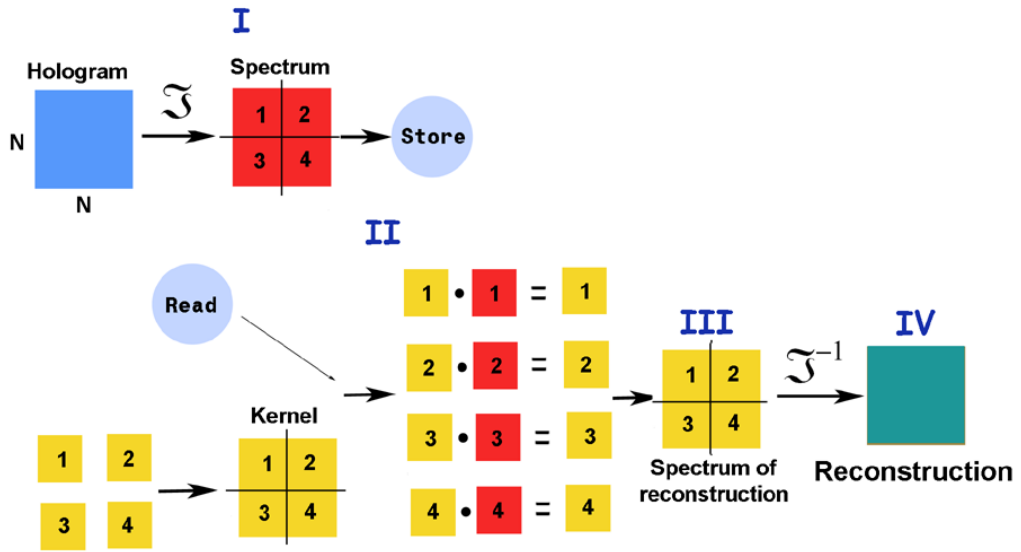 I
Hologram
Spectrum
ℑ
1 2
N
Store
3 4
N
II
Read
1 • 1 = 1
III
IV
2 • 2 = 2
1 2
ℑ⁻¹
3 4
Kernel
1 2
1 2
3 • 3 = 3
Spectrum of
reconstruction
Reconstruction
3 4
3 4
4 • 4 = 4